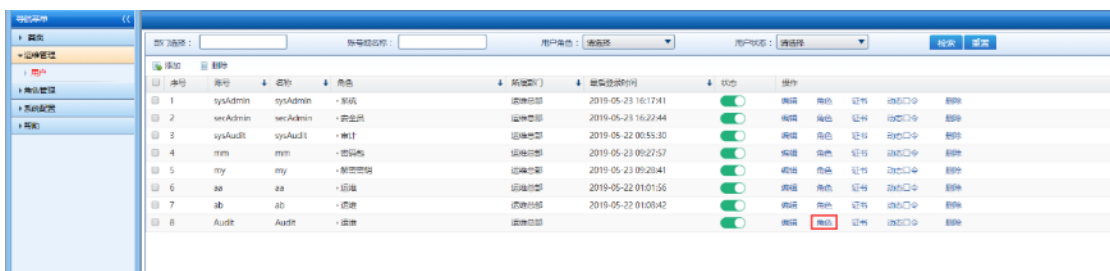 导航菜单
首页
运维管理
用户
角色管理
系统配置
帮助
部门选择： 账号或名称： 用户角色： 请选择 用户状态： 请选择 检索 重置
添加 删除
序号 账号 名称 角色 所属部门 最后登录时间 状态 操作
1 sysAdmin sysAdmin - 系统 运维总部 2019-05-23 16:17:41 编辑 角色 证书 动态口令 删除
2 secAdmin secAdmin - 安全员 运维总部 2019-05-23 16:22:44 编辑 角色 证书 动态口令 删除
3 sysAudit sysAudit - 审计 运维总部 2019-05-22 00:55:30 编辑 角色 证书 动态口令 删除
4 mm mm - 密码 运维总部 2019-05-23 09:27:57 编辑 角色 证书 动态口令 删除
5 my my 运维总部 2019-05-23 09:28:41 编辑 角色 证书 动态口令 删除
6 aa aa - 运维 运维总部 2019-05-22 01:01:56 编辑 角色 证书 动态口令 删除
7 ab ab - 运维 运维总部 2019-05-22 01:08:42 编辑 角色 证书 动态口令 删除
8 Audit Audit - 运维 运维总部 编辑 角色 证书 动态口令 删除